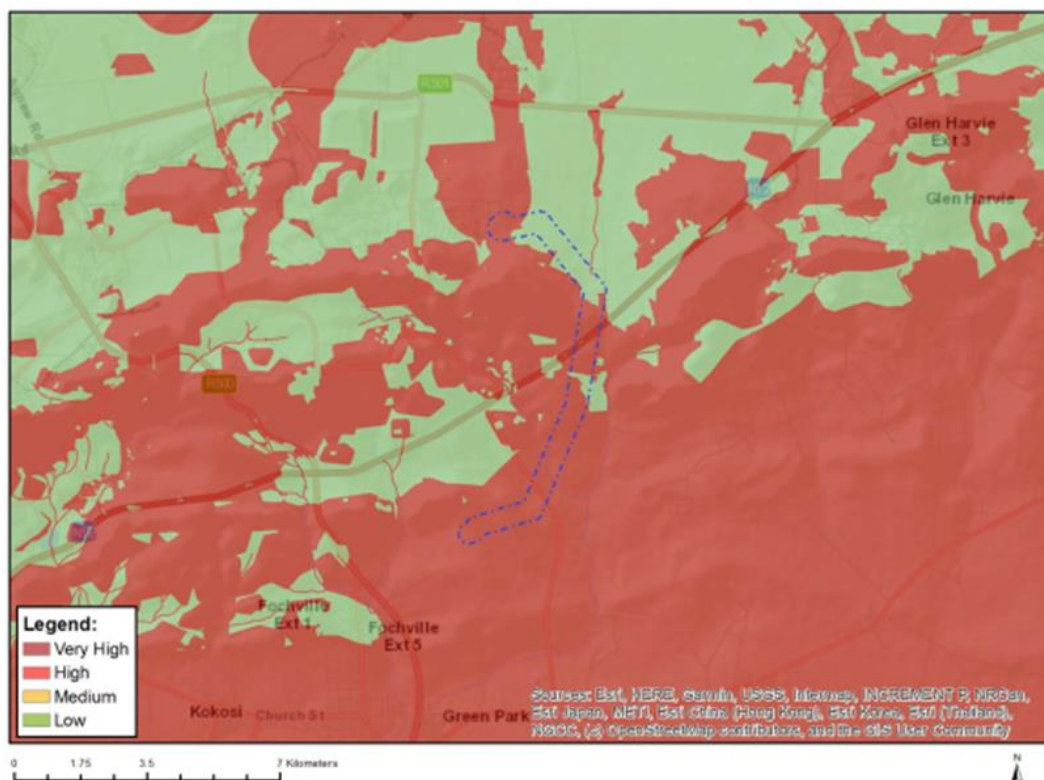 R501
Rd
Glen Harvie
Ext 3
Glen Harvie
R500
Legend:
Very High
High
Medium
Low
Fochville
Ext 1
Fochville
Ext 5
Kokosi
Church St
Green Park
Sources: Esri, HERE, Garmin, USGS, Intermap, INCREMENT P, NRCan,
Esri Japan, METI, Esri China (Hong Kong), Esri Korea, Esri (Thailand),
NGCC, (c) OpenStreetMap contributors, and the GIS User Community
0 1.75 3.5 7 Kilometers
N